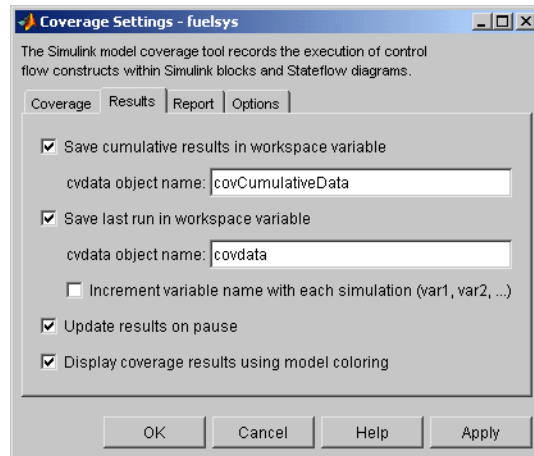 Coverage Settings - fuelsys
The Simulink model coverage tool records the execution of control
flow constructs within Simulink blocks and Stateflow diagrams.
Coverage Results Report Options
Save cumulative results in workspace variable
cvdata object name: covCumulativeData
Save last run in workspace variable
cvdata object name: covdata
Increment variable name with each simulation (var1, var2, ...)
Update results on pause
Display coverage results using model coloring
OK Cancel Help Apply